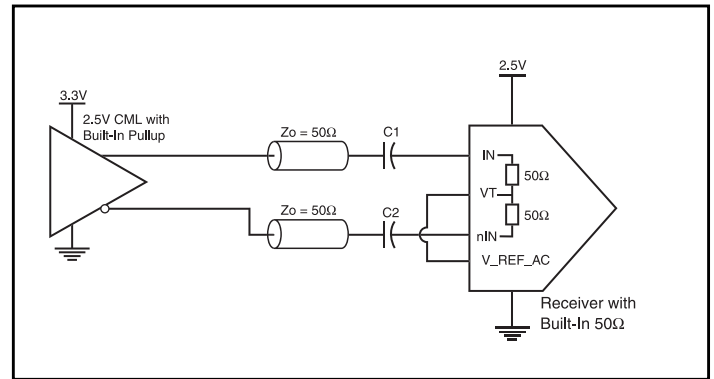 3.3V
2.5V CML with
Built-In Pullup
Zo = 50Ω
C1
Zo = 50Ω
C2
2.5V
IN
50Ω
VT
50Ω
nIN
V_REF_AC
Receiver with
Built-In 50Ω